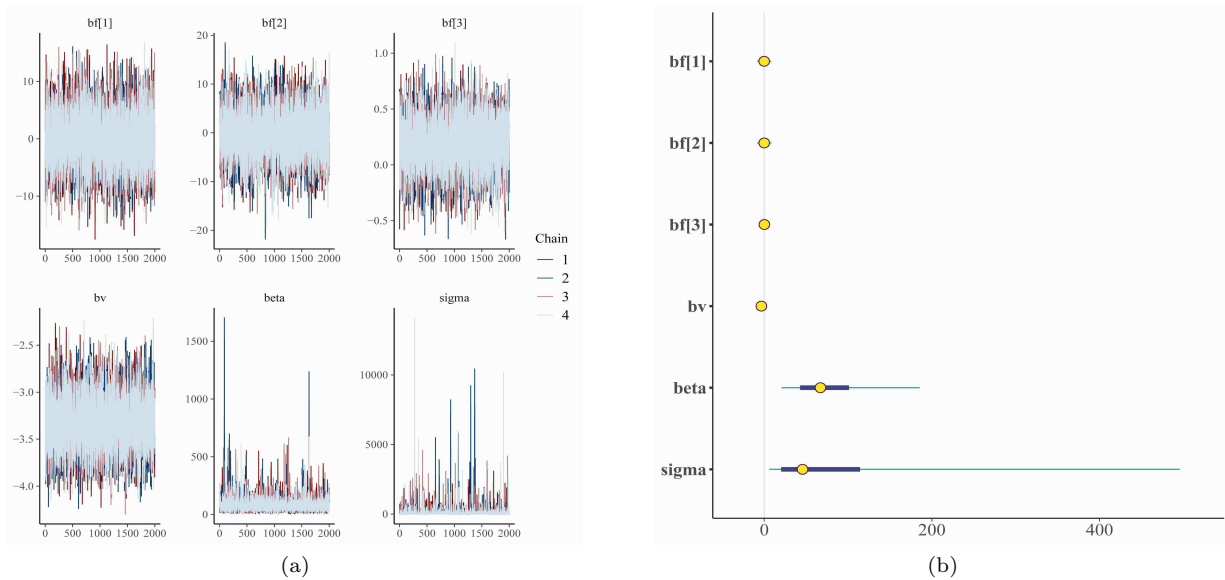 bf[1]
bf[2]
bf[3]
10
0
−10
20
10
0
−10
−20
1.0
0.5
0.0
−0.5
0 500 1000 1500 2000
0 500 1000 1500 2000
0 500 1000 1500 2000
Chain
1
2
3
4
bv
beta
sigma
−2.5
−3.0
−3.5
−4.0
1500
1000
500
0
10000
5000
0
0 500 1000 1500 2000
0 500 1000 1500 2000
0 500 1000 1500 2000
(a)
bf[1]
bf[2]
bf[3]
bv
beta
sigma
0 200 400
(b)